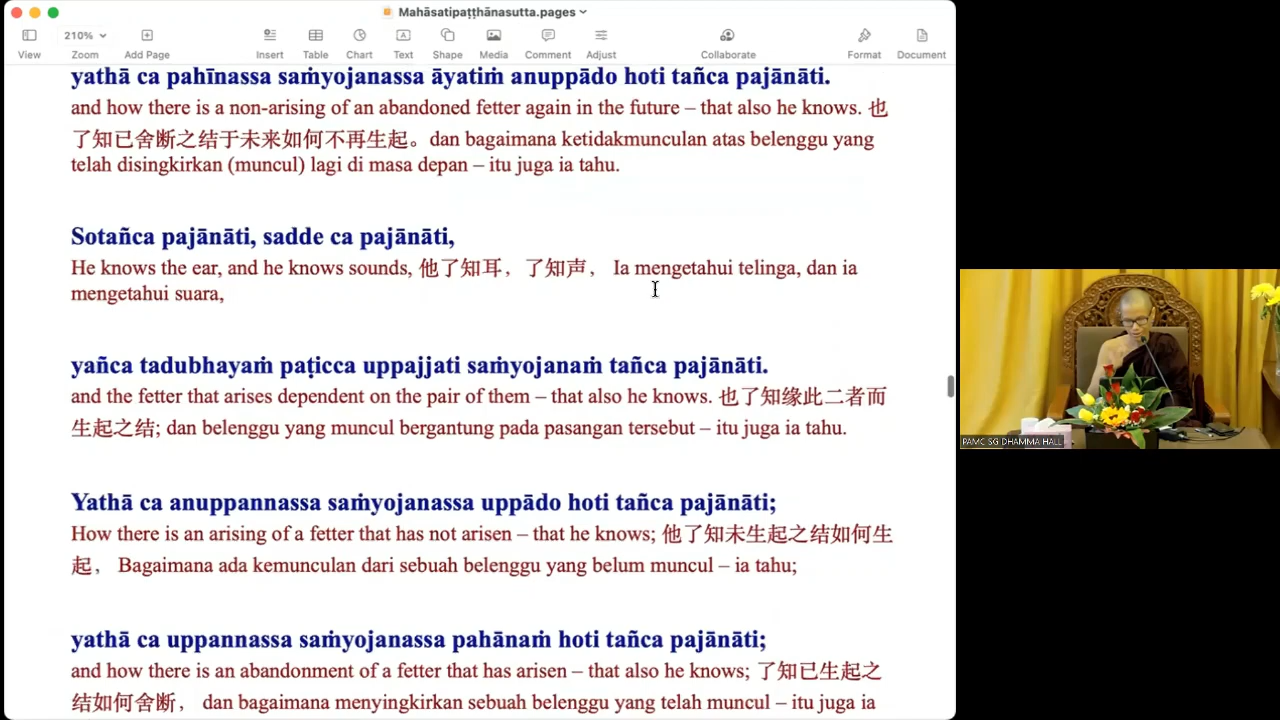 Mahāsatipaṭṭhānasutta.pages
210%
View
Zoom
Add Page
Insert
Table
Chart
Text
Shape
Media
Comment
Adjust
Collaborate
Format
Document
yathā ca pahīnassa saṁyojanassa āyatiṁ anuppādo hoti tañca pajānāti.
and how there is a non-arising of an abandoned fetter again in the future – that also he knows. 也
了知已舍断之结于未来如何不再生起。dan bagaimana ketidakmunculan atas belenggu yang
telah disingkirkan (muncul) lagi di masa depan – itu juga ia tahu.
Sotañca pajānāti, sadde ca pajānāti,
He knows the ear, and he knows sounds, 他了知耳，了知声， Ia mengetahui telinga, dan ia
mengetahui suara,
yañca tadubhayaṁ paṭicca uppajjati saṁyojanaṁ tañca pajānāti.
and the fetter that arises dependent on the pair of them – that also he knows. 也了知缘此二者而
生起之结; dan belenggu yang muncul bergantung pada pasangan tersebut – itu juga ia tahu.
Yathā ca anuppannassa saṁyojanassa uppādo hoti tañca pajānāti;
How there is an arising of a fetter that has not arisen – that he knows; 他了知未生起之结如何生
起， Bagaimana ada kemunculan dari sebuah belenggu yang belum muncul – ia tahu;
yathā ca uppannassa saṁyojanassa pahānaṁ hoti tañca pajānāti;
and how there is an abandonment of a fetter that has arisen – that also he knows; 了知已生起之
结如何舍断， dan bagaimana menyingkirkan sebuah belenggu yang telah muncul – itu juga ia
PAMC SG DHAMMA HALL